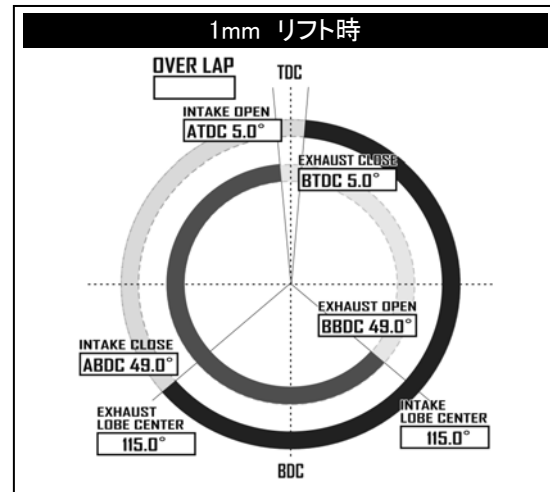 1mm リフト時
OVER LAP
TDC
INTAKE OPEN
ATDC 5.0°
EXHAUST CLOSE
BTDC 5.0°
EXHAUST OPEN
BBDC 49.0°
INTAKE CLOSE
ABDC 49.0°
EXHAUST
LOBE CENTER
115.0°
INTAKE
LOBE CENTER
115.0°
BDC